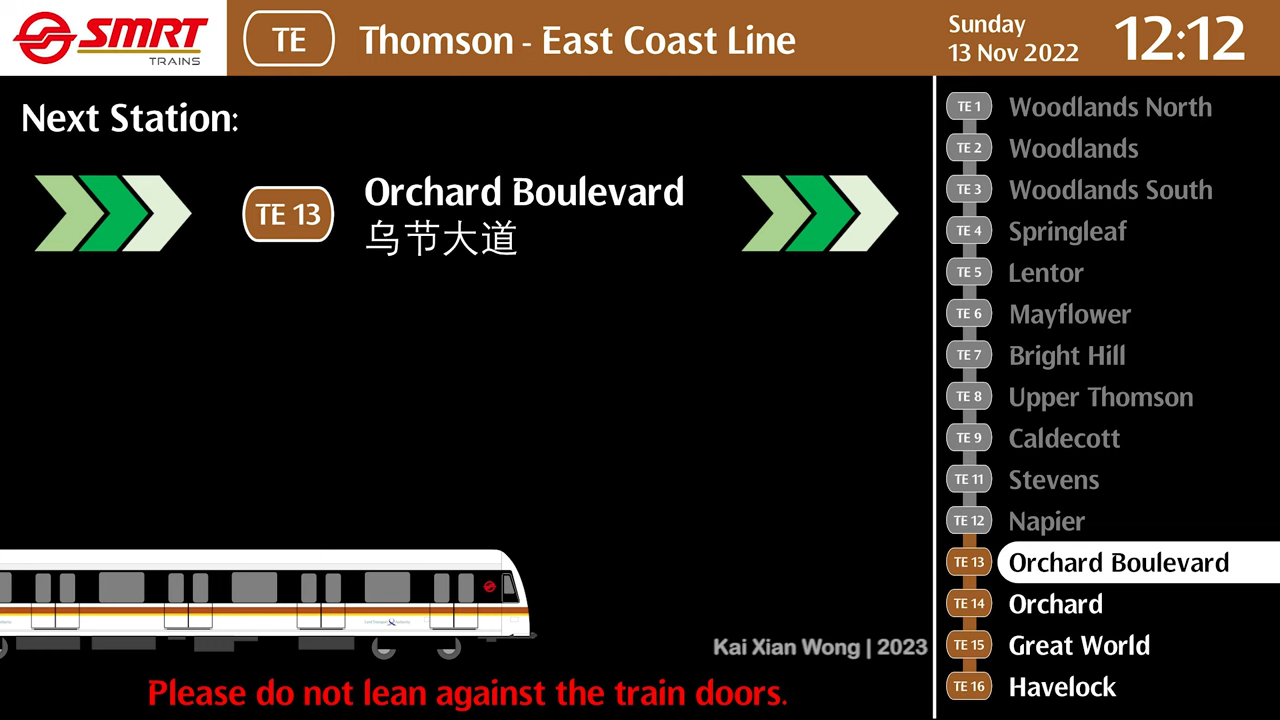 SMRT
TRAINS
TE
Thomson - East Coast Line
Sunday
13 Nov 2022
12:12
Next Station:
TE 13
Orchard Boulevard
乌节大道
TE 1 Woodlands North
TE 2 Woodlands
TE 3 Woodlands South
TE 4 Springleaf
TE 5 Lentor
TE 6 Mayflower
TE 7 Bright Hill
TE 8 Upper Thomson
TE 9 Caldecott
TE 11 Stevens
TE 12 Napier
TE 13 Orchard Boulevard
TE 14 Orchard
TE 15 Great World
TE 16 Havelock
Kai Xian Wong | 2023
Please do not lean against the train doors.